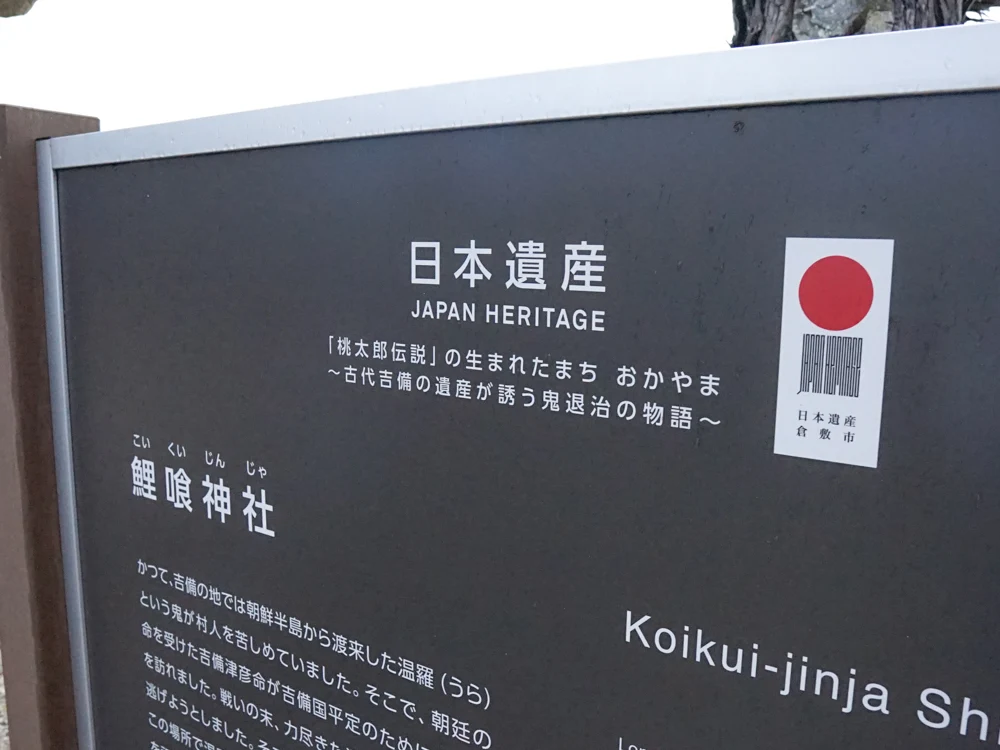 日本遺産
JAPAN HERITAGE
「桃太郎伝説」の生まれたまち おかやま
～古代吉備の遺産が誘う鬼退治の物語～
JAPAN HERITAGE
日本遺産
倉敷市
こい くい じん じゃ
鯉喰神社
かつて、吉備の地では朝鮮半島から渡来した温羅(うら)
という鬼が村人を苦しめていました。そこで、朝廷の
命を受けた吉備津彦命が吉備国平定のために
を訪れました。戦いの末、力尽きた
逃げようとしました。そ
この場所で
Koikui-jinja Sh